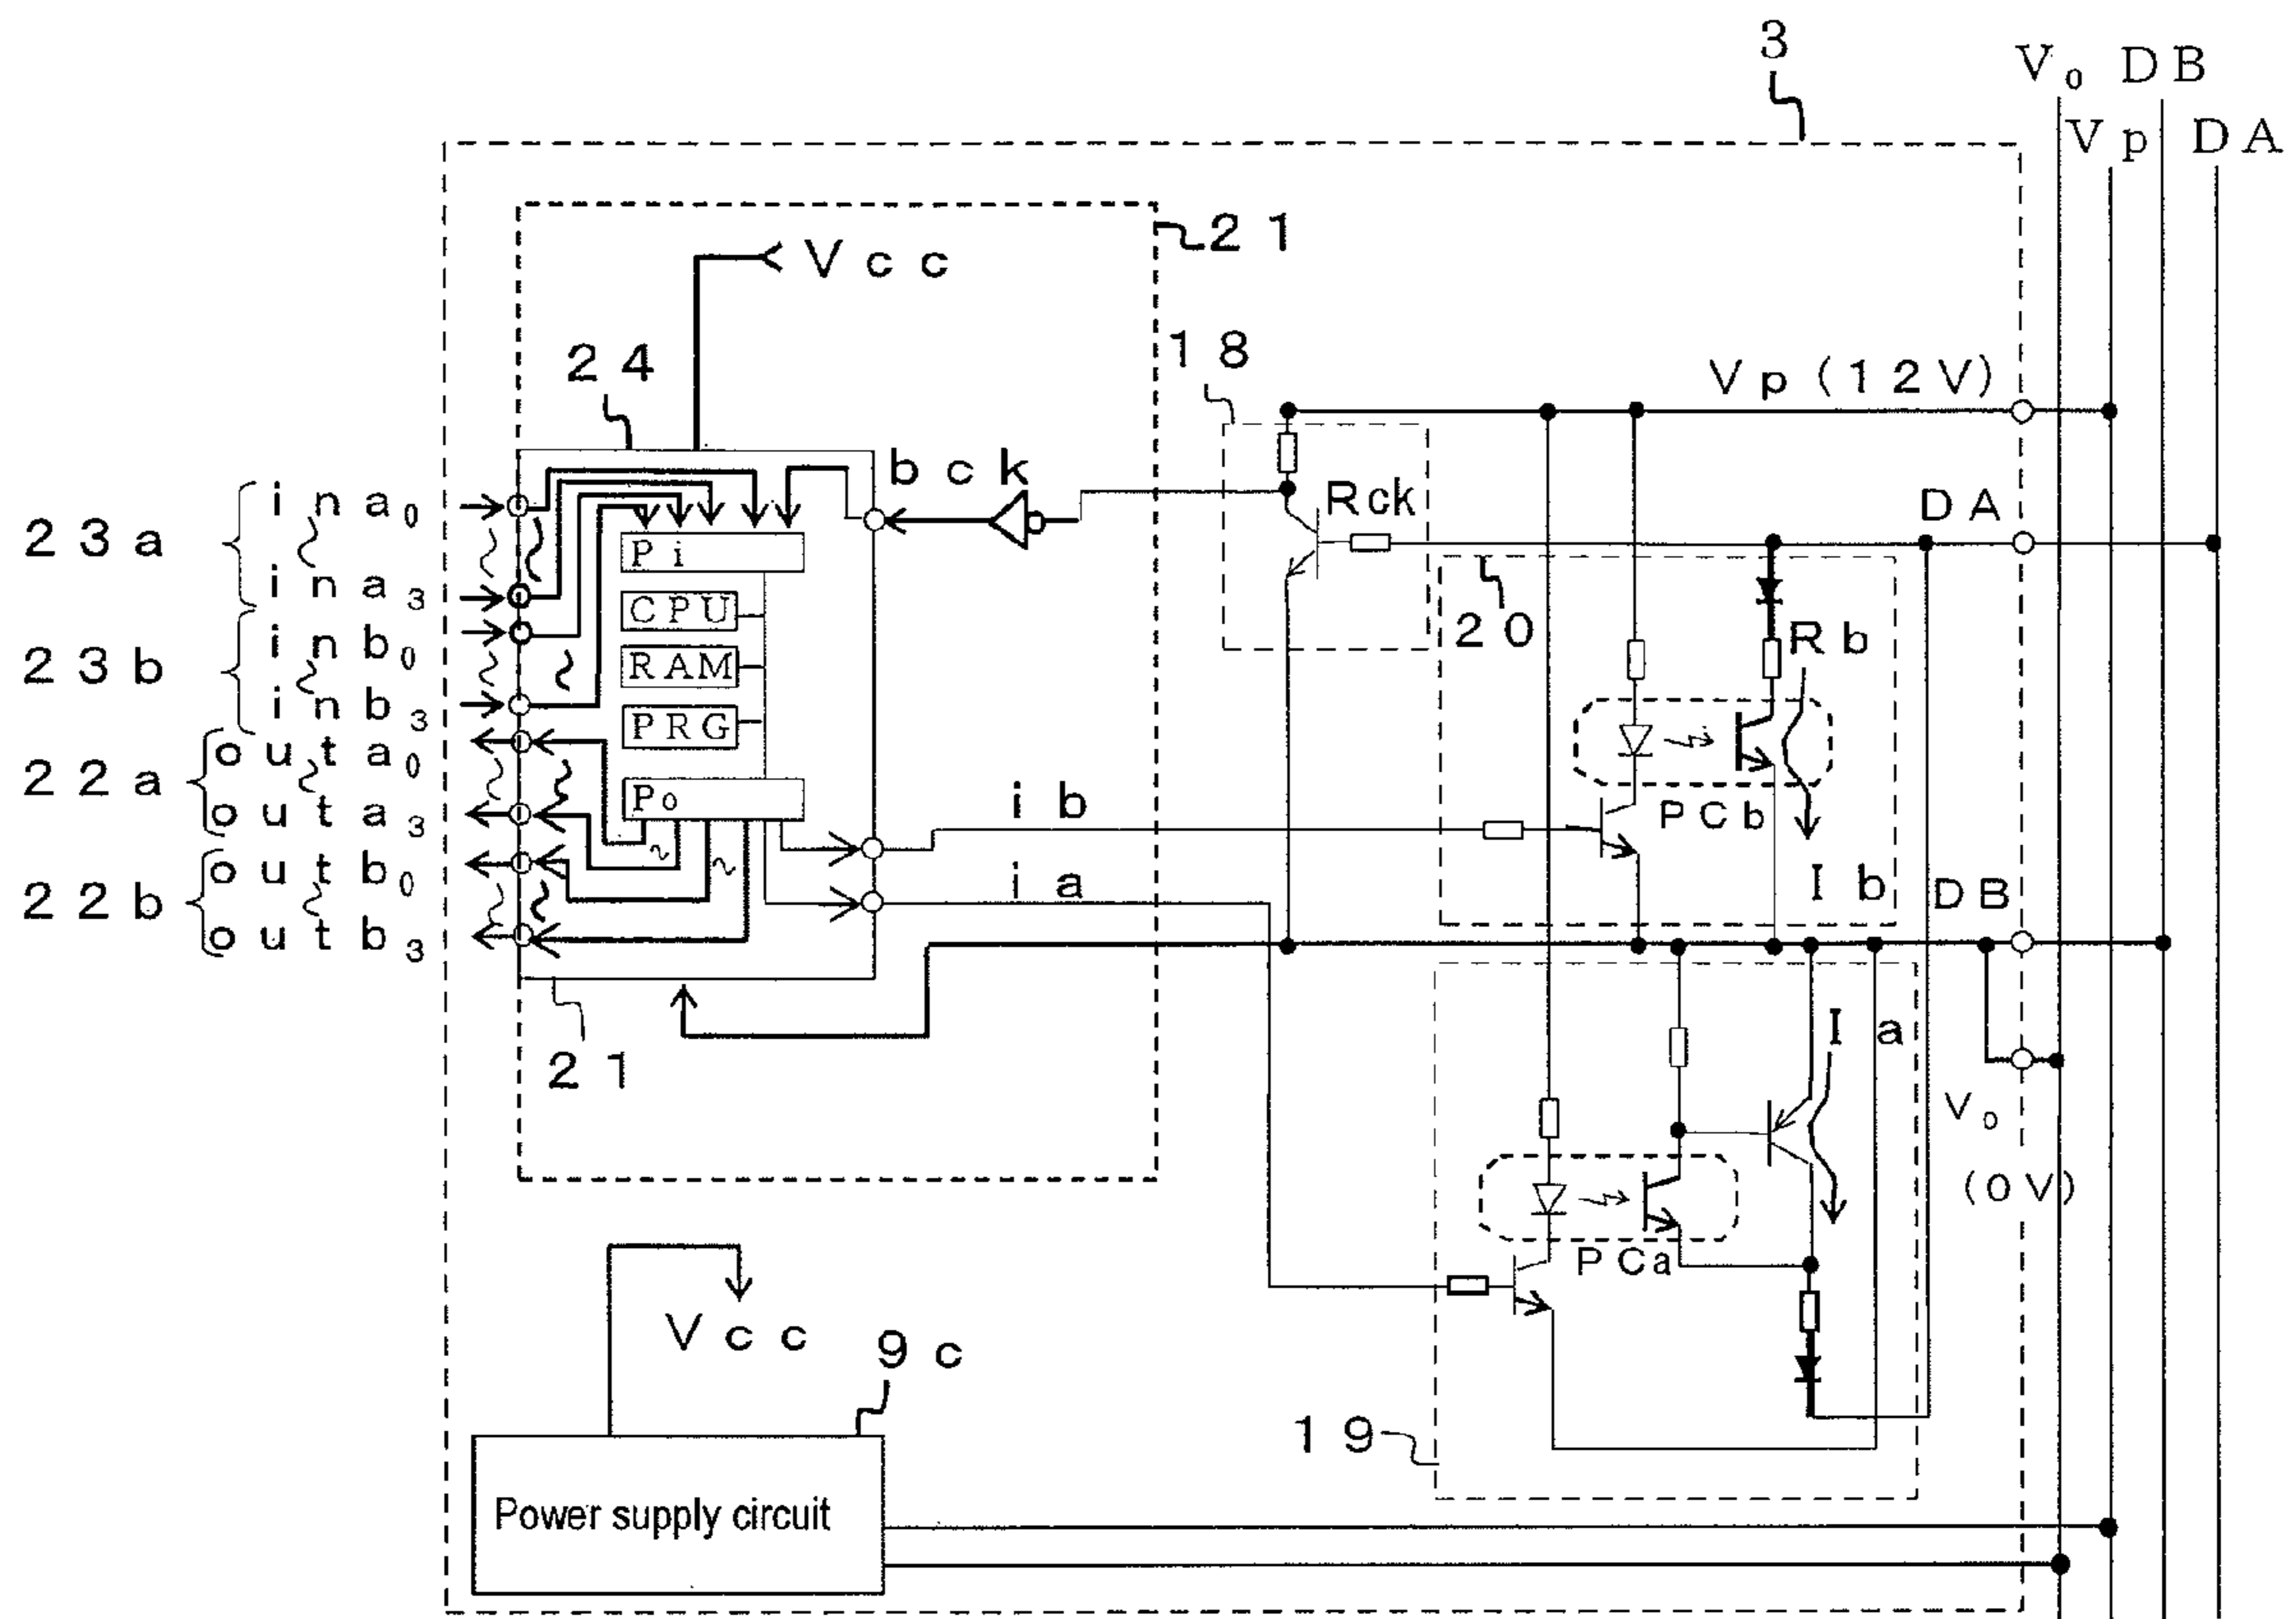 3
V₀ DB
Vp DA
21
Vcc
18
24
Vp (12V)
bck
Rck
DA
23a
ina₀
ina₃
Pi
CPU
20
Rb
23b
inb₀
inb₃
RAM
PRG
22a
outa₀
outa₃
Po
ib
PCb
22b
outb₀
outb₃
ia
Ib
DB
21
Ia
V₀
(0V)
PCa
Vcc
9c
19
Power supply circuit